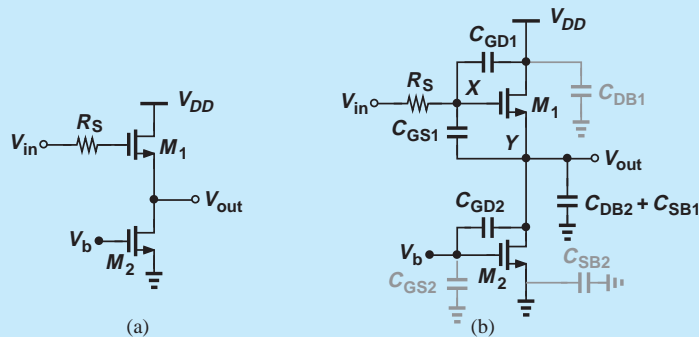 V_DD
R_S
V_in
M_1
V_out
V_b
M_2
(a)
V_DD
C_GD1
R_S
X
V_in
M_1
C_DB1
C_GS1
Y
V_out
C_GD2
C_DB2 + C_SB1
V_b
M_2
C_SB2
C_GS2
(b)